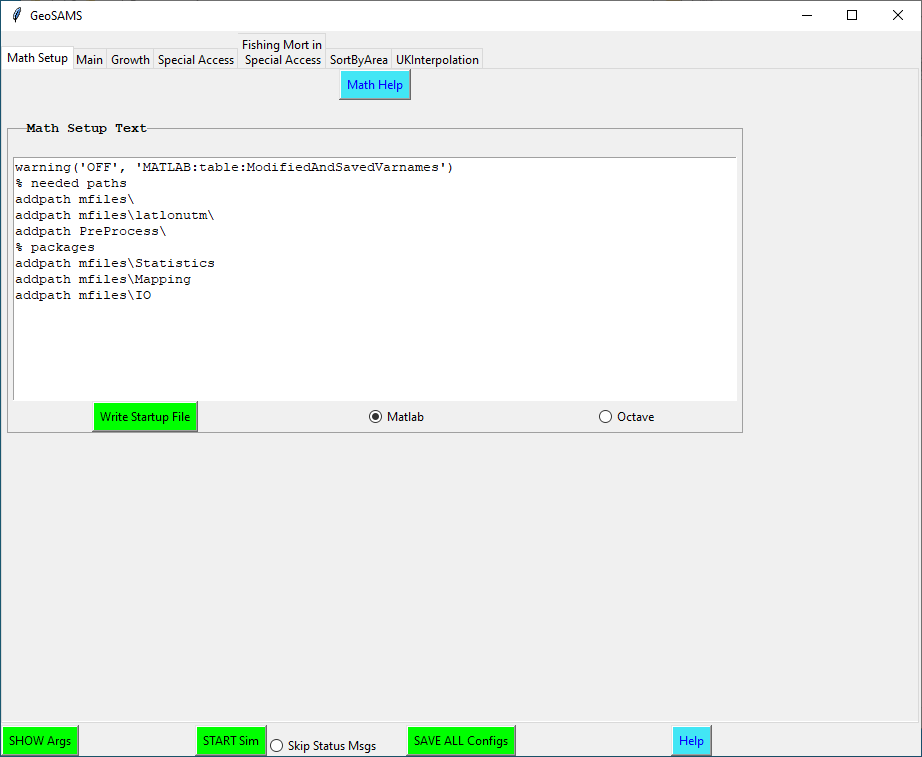 GeoSAMS
Math Setup
Main
Growth
Special Access
Fishing Mort in
Special Access
SortByArea
UKInterpolation
Math Help
Math Setup Text
warning('OFF', 'MATLAB:table:ModifiedAndSavedVarnames')
% needed paths
addpath mfiles\
addpath mfiles\latlonutm\
addpath PreProcess\
% packages
addpath mfiles\Statistics
addpath mfiles\Mapping
addpath mfiles\IO
Write Startup File
Matlab
Octave
SHOW Args
START Sim
Skip Status Msgs
SAVE ALL Configs
Help